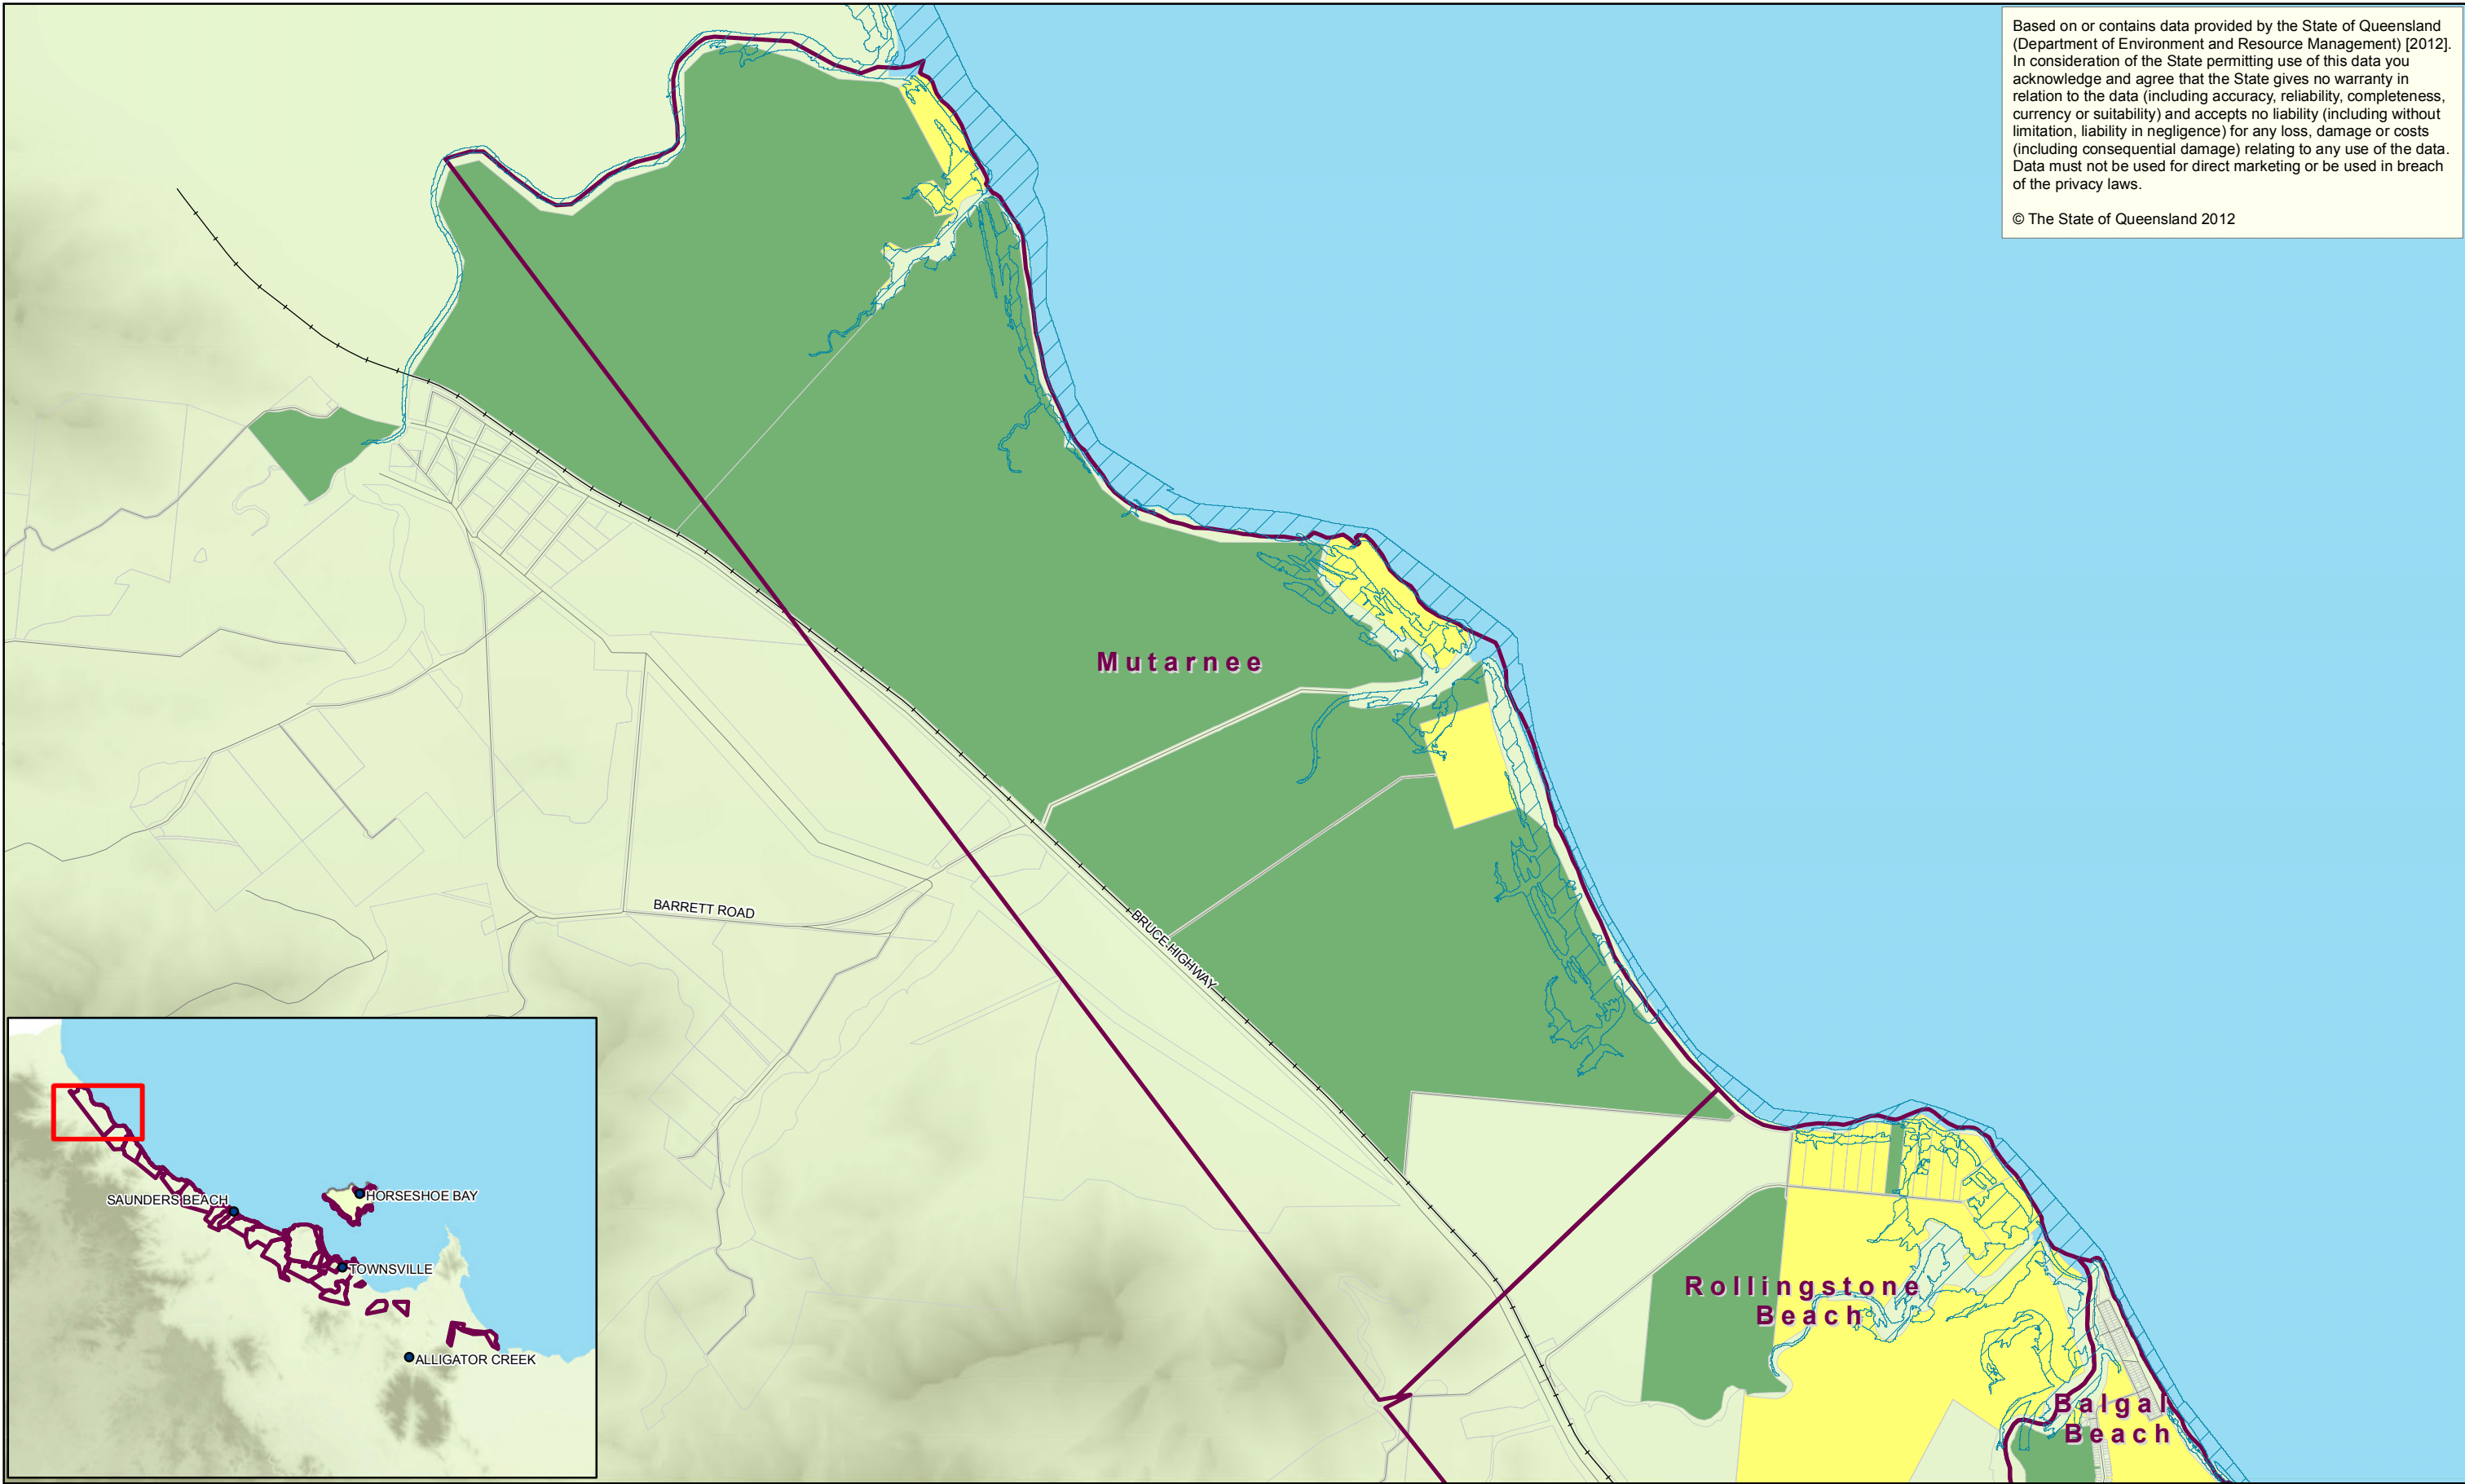 Based on or contains data provided by the State of Queensland
(Department of Environment and Resource Management) [2012].
In consideration of the State permitting use of this data you
acknowledge and agree that the State gives no warranty in
relation to the data (including accuracy, reliability, completeness,
currency or suitability) and accepts no liability (including without
limitation, liability in negligence) for any loss, damage or costs
(including consequential damage) relating to any use of the data.
Data must not be used for direct marketing or be used in breach
of the privacy laws.
© The State of Queensland 2012
Mutarnee
BARRETT ROAD
BRUCE HIGHWAY
Rollingstone
Beach
Balgal
Beach
SAUNDERS BEACH
HORSESHOE BAY
TOWNSVILLE
ALLIGATOR CREEK